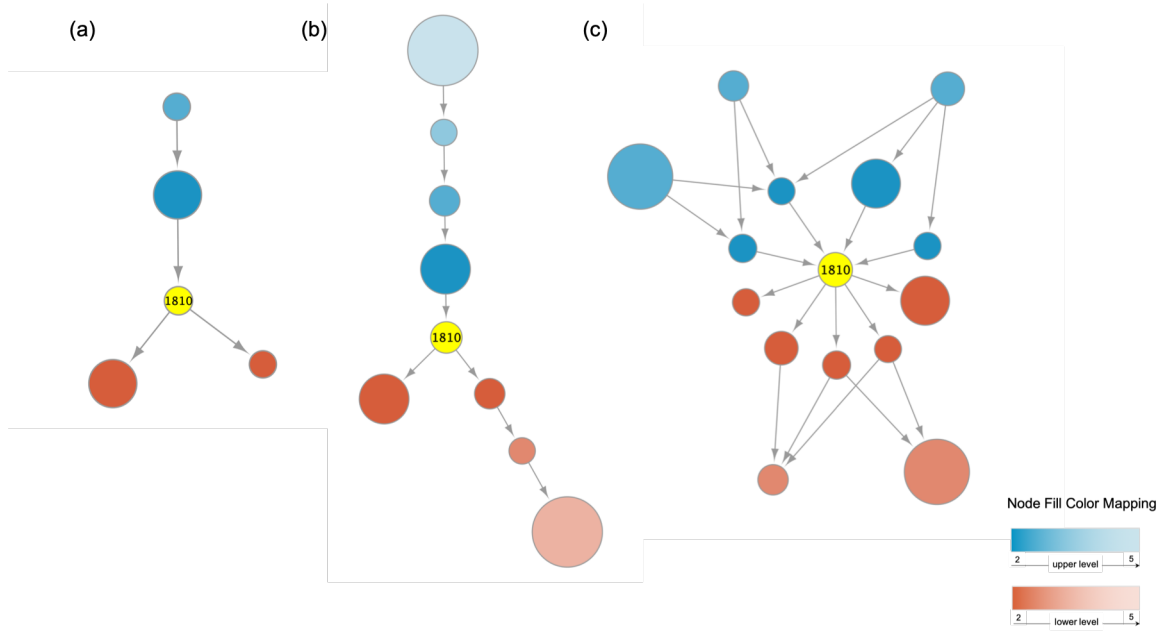 (a)
(b)
(c)
1810
1810
1810
Node Fill Color Mapping
2
5
upper level
2
5
lower level